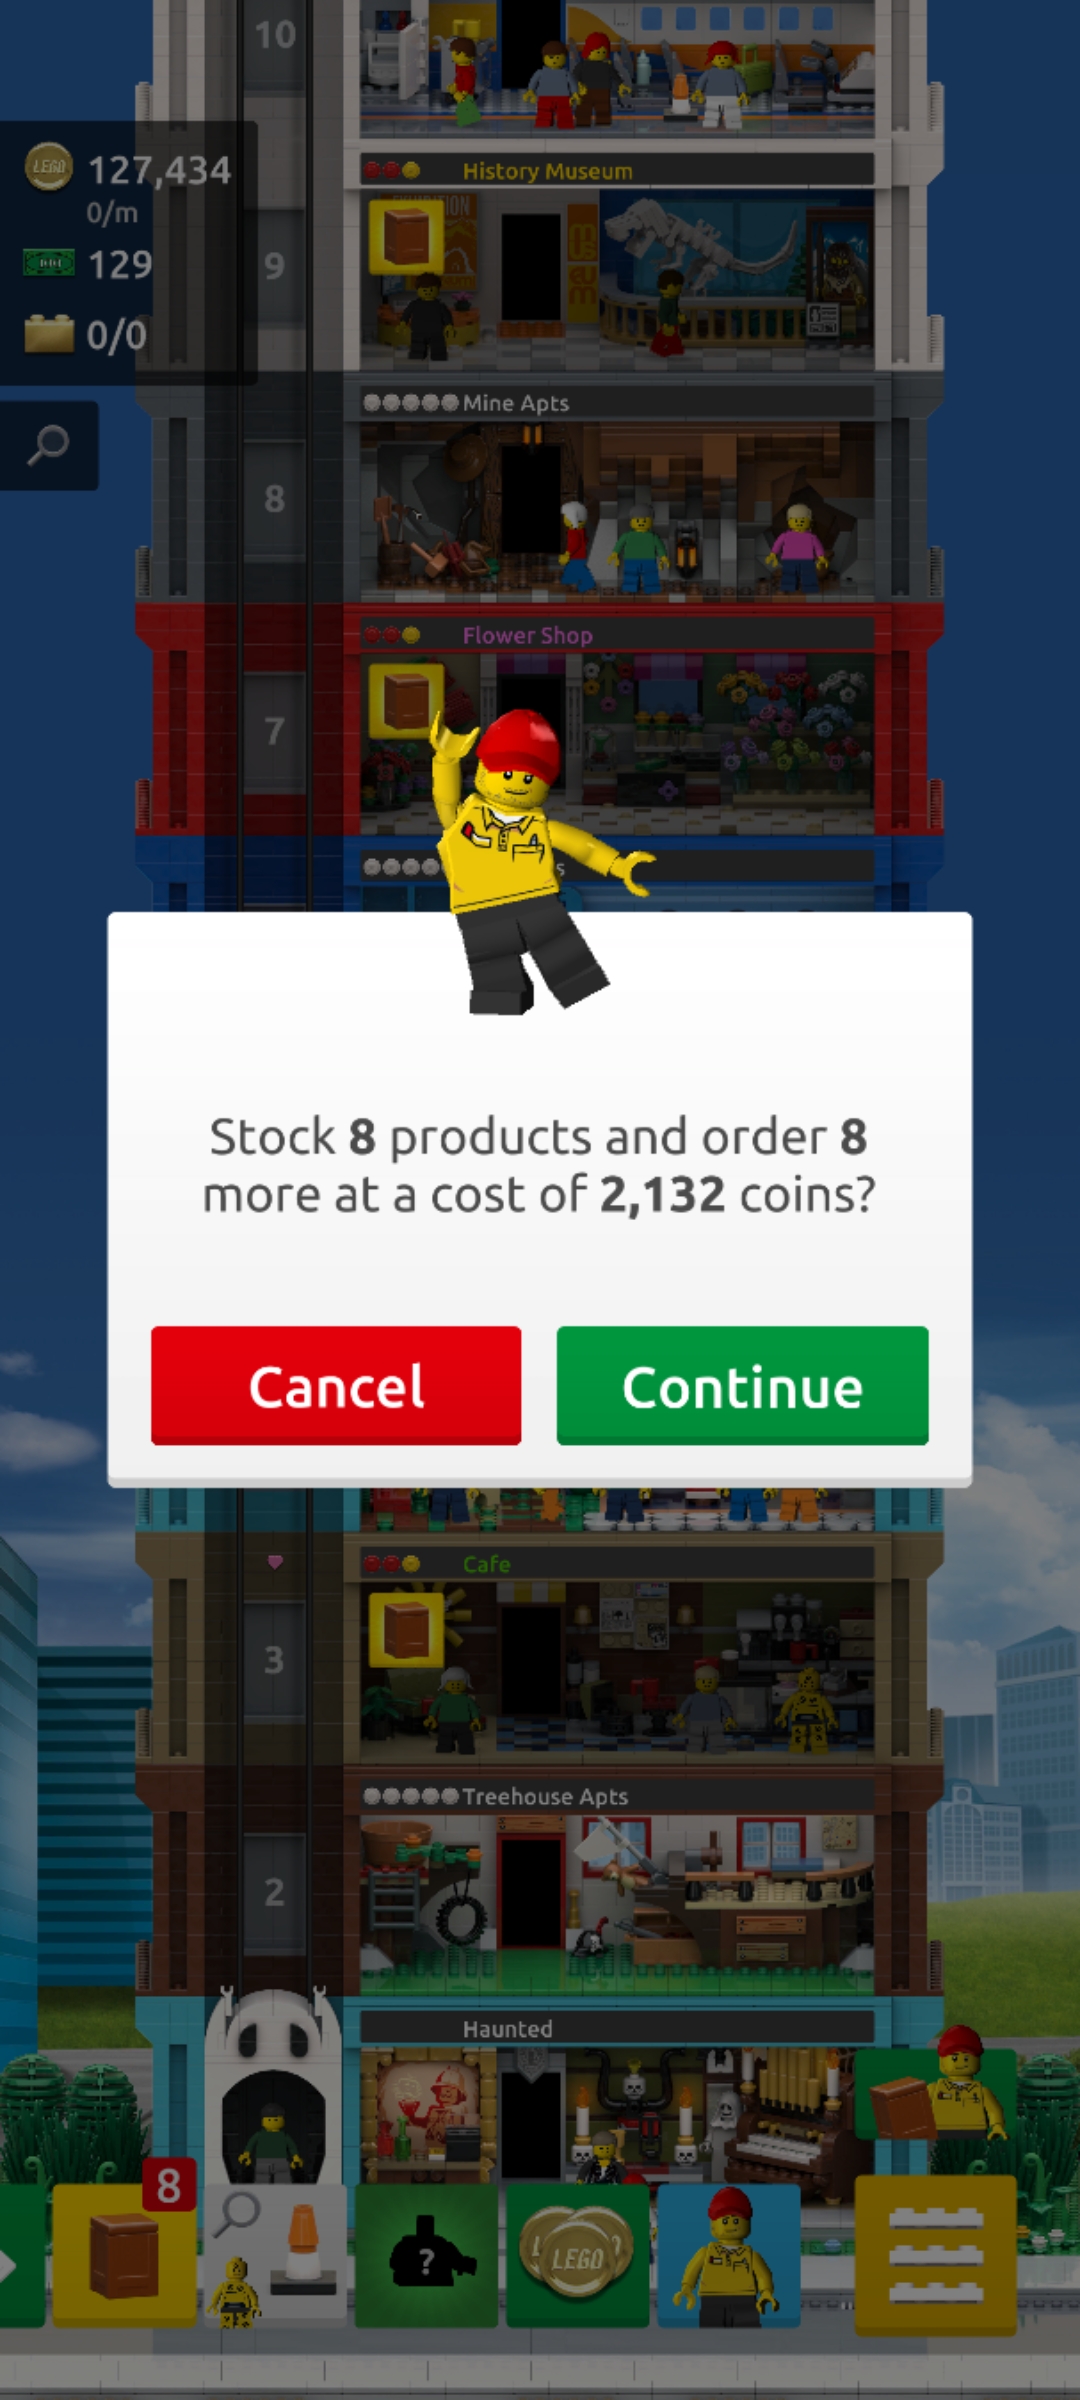 10
LEGO 127,434
0/m
History Museum
129
9
0/0
Mine Apts
8
Flower Shop
7
Stock 8 products and order 8
more at a cost of 2,132 coins?
Cancel Continue
Cafe
3
Treehouse Apts
2
Haunted
8
?
LEGO